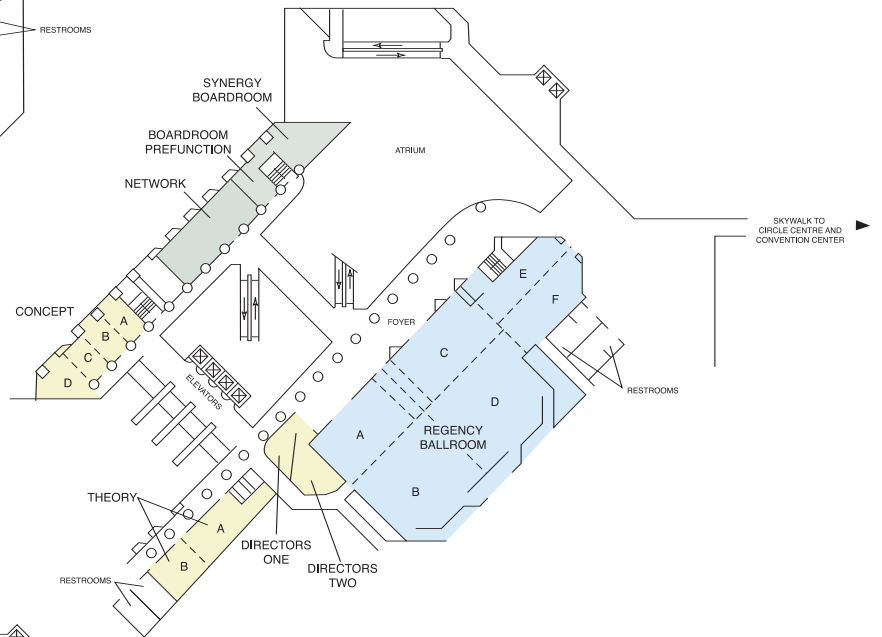 RESTROOMS
SYNERGY
BOARDROOM
BOARDROOM
PREFUNCTION
ATRIUM
NETWORK
SKYWALK TO
CIRCLE CENTRE AND
CONVENTION CENTER
E
F
CONCEPT
A
B
C
D
FOYER
C
ELEVATORS
RESTROOMS
D
A
REGENCY
BALLROOM
B
THEORY
A
B
DIRECTORS
ONE
DIRECTORS
TWO
RESTROOMS